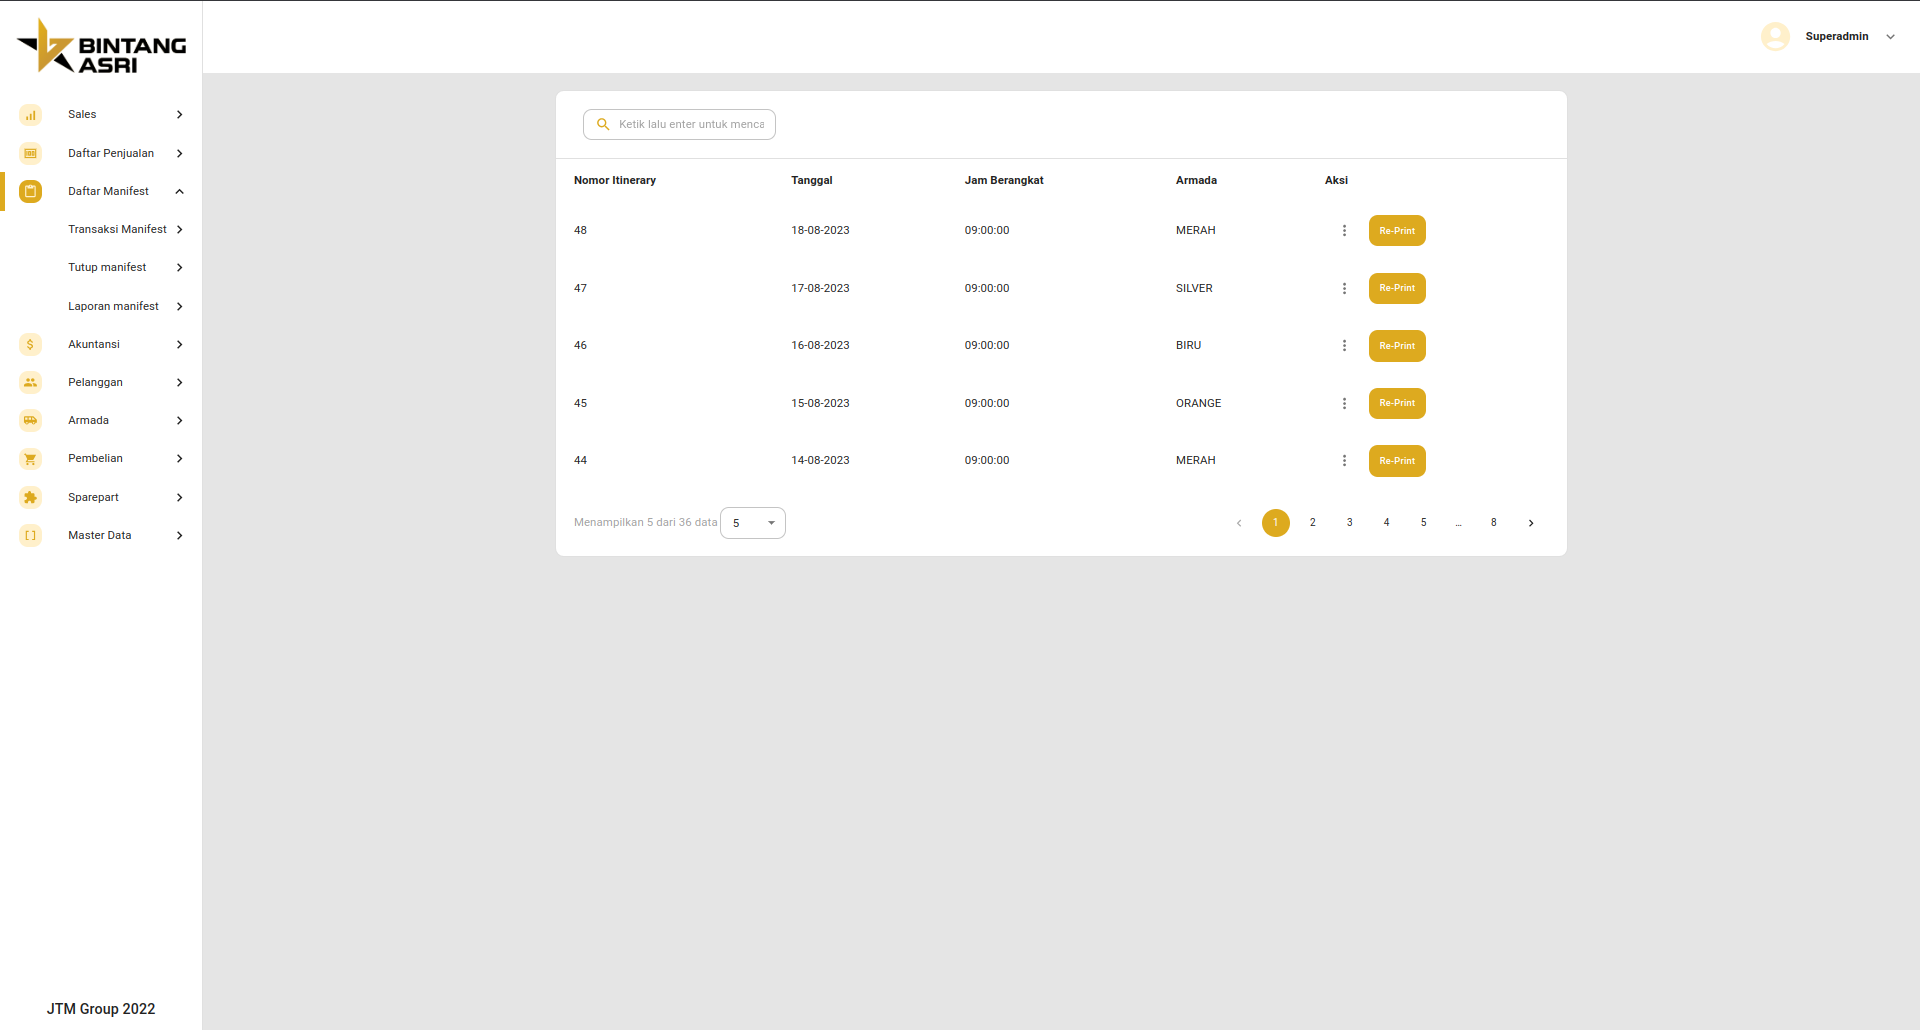 BINTANG
ASRI
Superadmin
Sales
Daftar Penjualan
Daftar Manifest
Transaksi Manifest
Tutup manifest
Laporan manifest
Akuntansi
Pelanggan
Armada
Pembelian
Sparepart
Master Data
JTM Group 2022
Ketik lalu enter untuk menca
Nomor Itinerary Tanggal Jam Berangkat Armada Aksi
48 18-08-2023 09:00:00 MERAH Re-Print
47 17-08-2023 09:00:00 SILVER Re-Print
46 16-08-2023 09:00:00 BIRU Re-Print
45 15-08-2023 09:00:00 ORANGE Re-Print
44 14-08-2023 09:00:00 MERAH Re-Print
Menampilkan 5 dari 36 data 5 1 2 3 4 5 ... 8